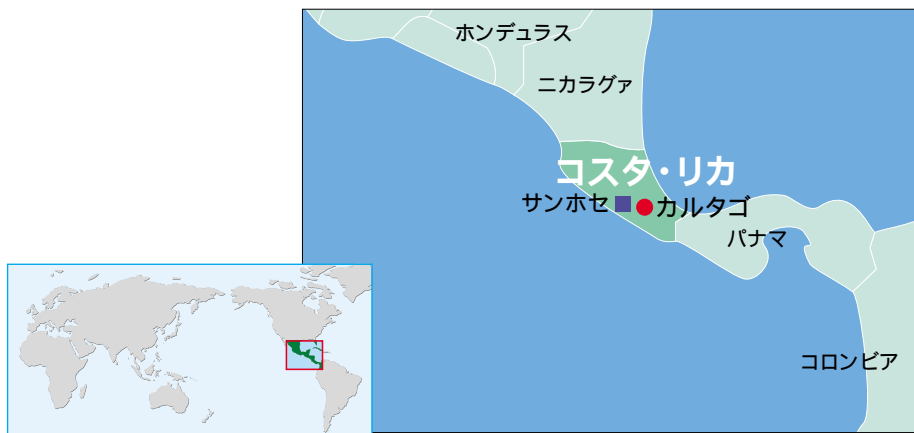 ホンデュラス
ニカラグァ
コスタ・リカ
サンホセ
カルタゴ
パナマ
コロンビア